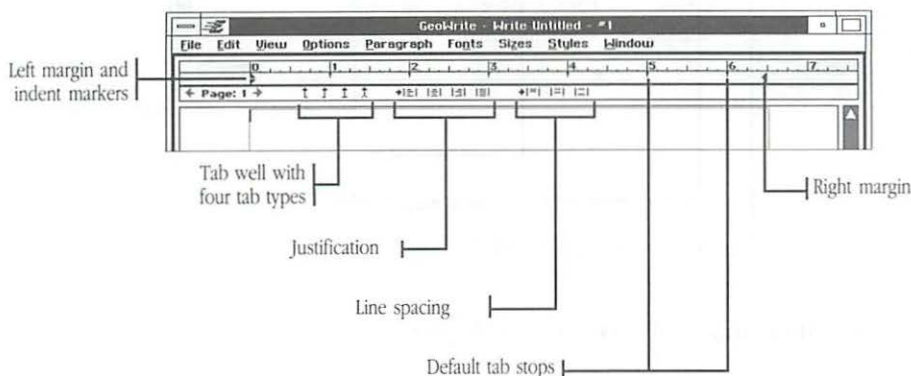 GeoWrite - Write Untitled - #1
File Edit View Options Paragraph Fonts Sizes Styles Window
0 1 2 3 4 5 6 7
Page: 1
Left margin and
indent markers
Tab well with
four tab types
Right margin
Justification
Line spacing
Default tab stops